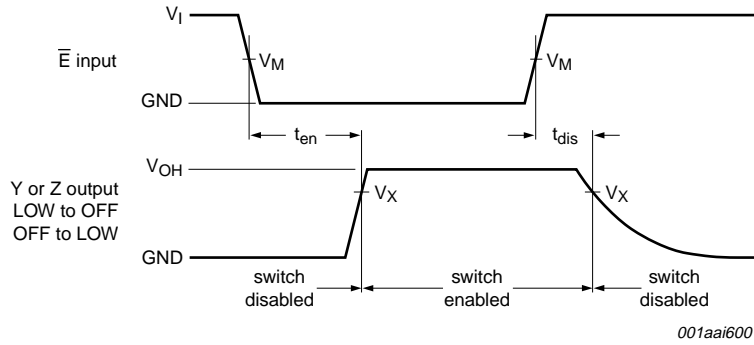 V_I
E̅ input
V_M
V_M
GND
t_en
t_dis
V_OH
Y or Z output
LOW to OFF
OFF to LOW
V_X
V_X
GND
switch
disabled
switch
enabled
switch
disabled
001aai600